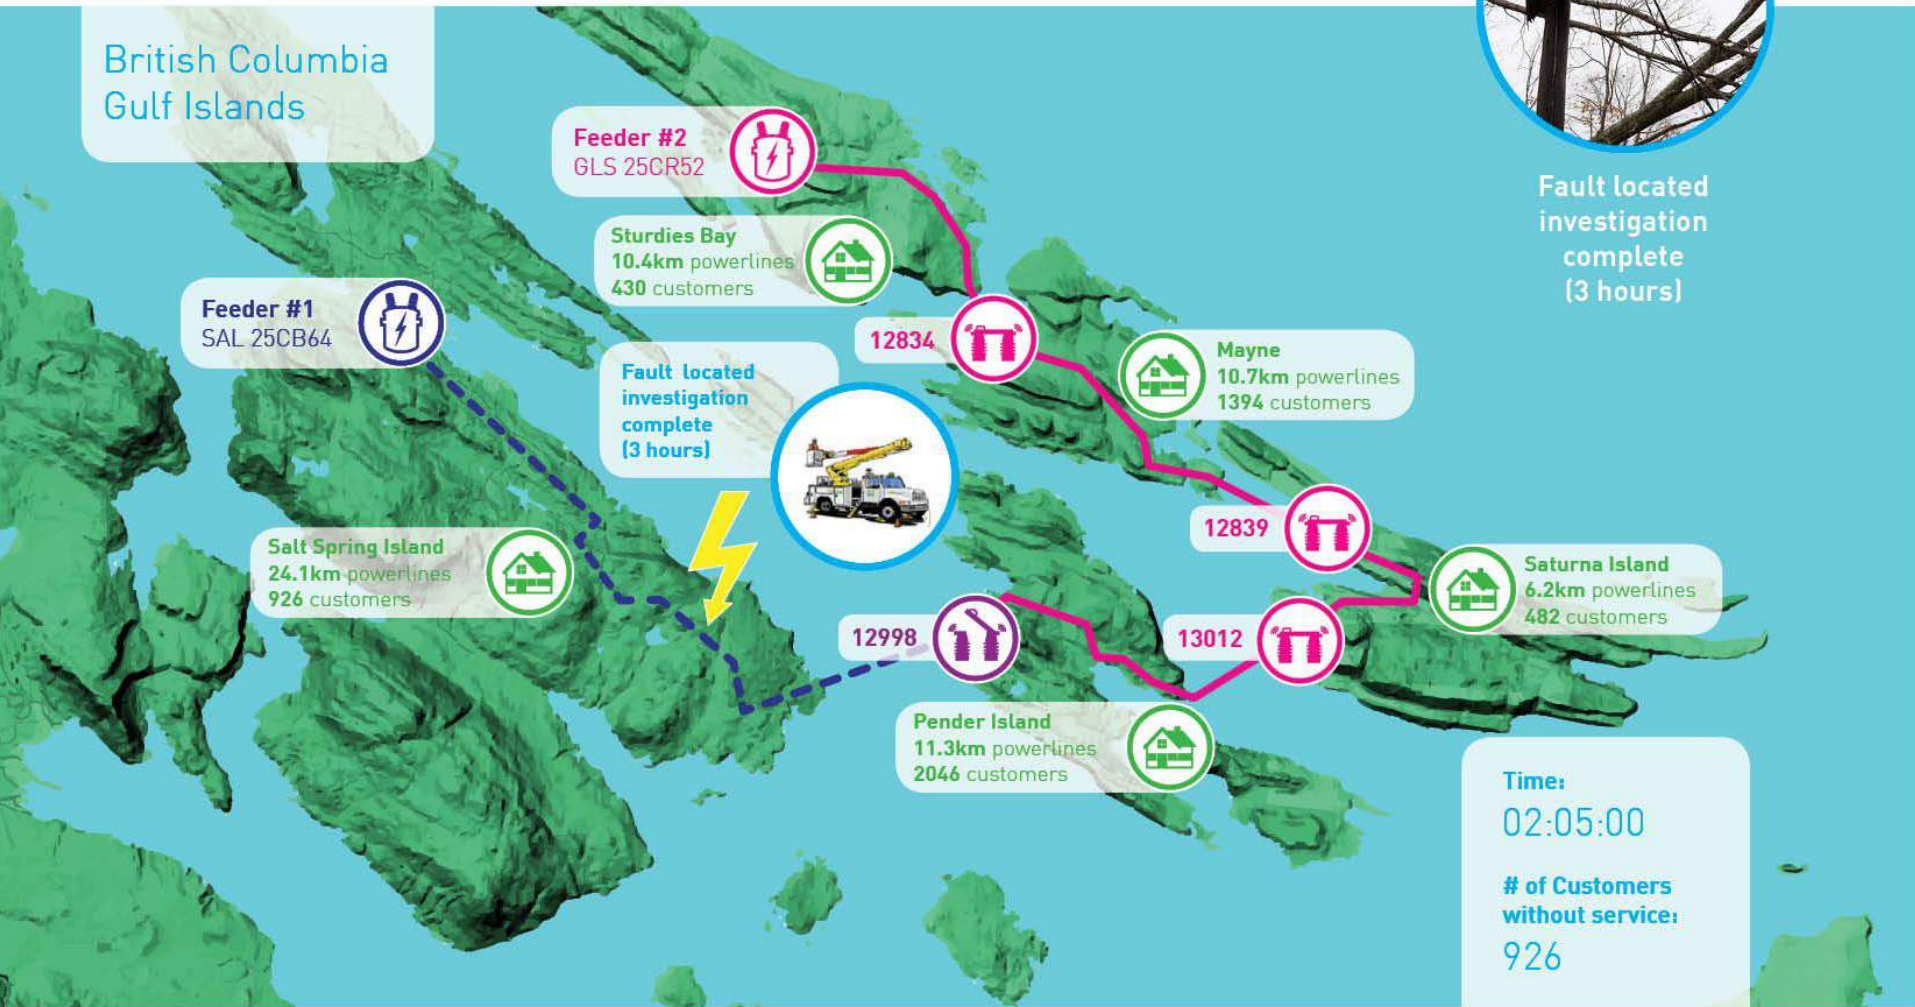 British Columbia
Gulf Islands
Feeder #2
GLS 25CR52
Fault located
investigation
complete
(3 hours)
Sturdies Bay
10.4km powerlines
430 customers
Feeder #1
SAL 25CB64
12834
Mayne
10.7km powerlines
1394 customers
Fault located
investigation
complete
(3 hours)
12839
Salt Spring Island
24.1km powerlines
926 customers
Saturna Island
6.2km powerlines
482 customers
12998
13012
Pender Island
11.3km powerlines
2046 customers
Time:
02:05:00
# of Customers
without service:
926